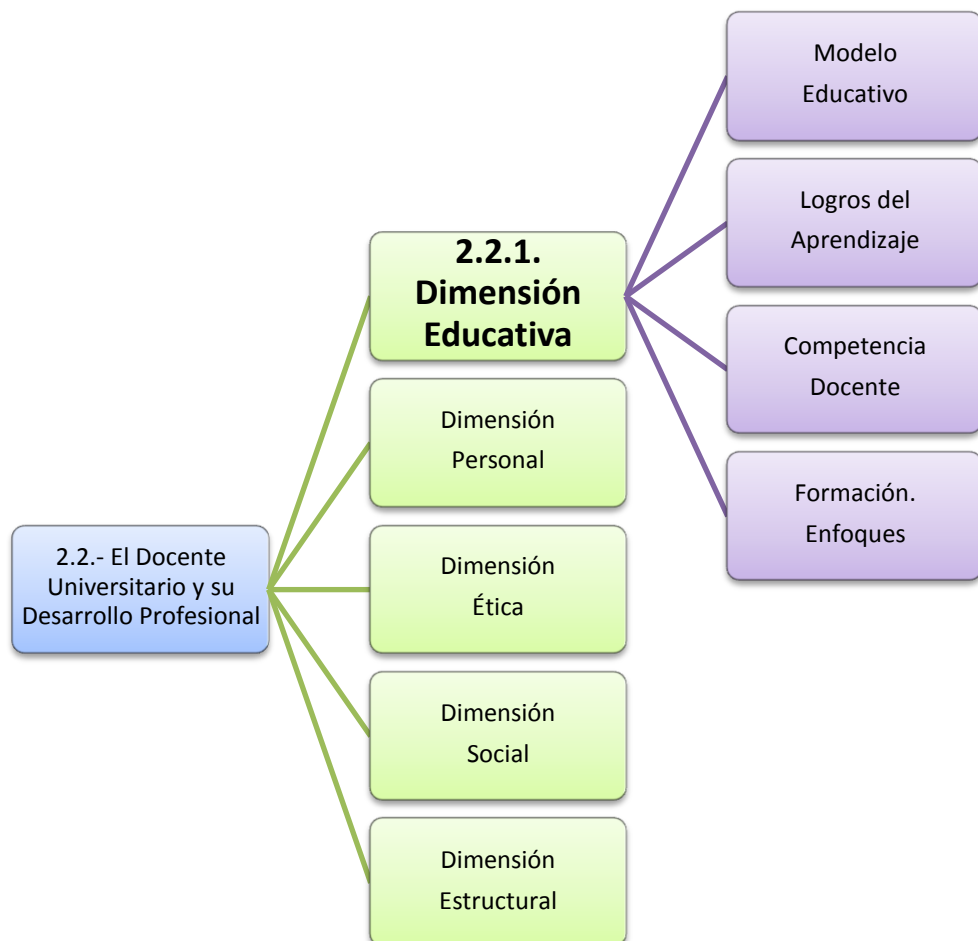 2.2.- El Docente
Universitario y su
Desarrollo Profesional
2.2.1.
Dimensión
Educativa
Dimensión
Personal
Dimensión
Ética
Dimensión
Social
Dimensión
Estructural
Modelo
Educativo
Logros del
Aprendizaje
Competencia
Docente
Formación.
Enfoques